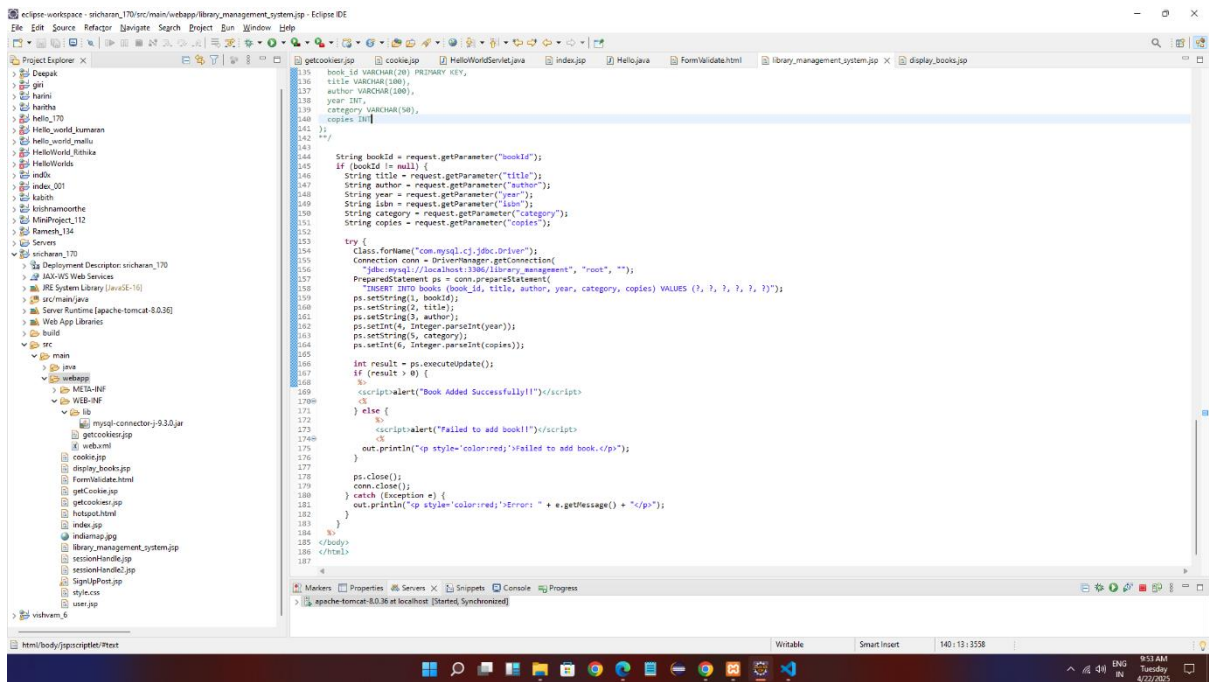 eclipse-workspace - sricharan_170/src/main/webapp/library_management_system.jsp - Eclipse IDE
File Edit Source Refactor Navigate Search Project Run Window Help
Project Explorer
getcookiesr.jsp cookie.jsp HelloWorldServlet.java index.jsp Hello.java FormValidate.html library_management_system.jsp display_books.jsp
Deepak
giri
harini
haritha
hello_170
Hello_world_kumaran
hello_world_mallu
HelloWorld_Rithika
HelloWorlds
ind0x
index_001
kabith
krishnamoorthe
MiniProject_112
Ramesh_134
Servers
sricharan_170
Deployment Descriptor: sricharan_170
JAX-WS Web Services
JRE System Library [JavaSE-16]
src/main/java
Server Runtime [apache-tomcat-8.0.36]
Web App Libraries
build
src
main
java
webapp
META-INF
WEB-INF
lib
mysql-connector-j-9.3.0.jar
getcookiesr.jsp
web.xml
cookie.jsp
display_books.jsp
FormValidate.html
getCookie.jsp
getcookiesr.jsp
hotspot.html
index.jsp
indiamap.jpg
library_management_system.jsp
sessionHandle.jsp
sessionHandle2.jsp
SignUpPost.jsp
style.css
user.jsp
vishvam_6
135 book_id VARCHAR(20) PRIMARY KEY,
136 title VARCHAR(100),
137 author VARCHAR(100),
138 year INT,
139 category VARCHAR(50),
140 copies INT
141 );
142 **/
143
144 String bookId = request.getParameter("bookId");
145 if (bookId != null) {
146 String title = request.getParameter("title");
147 String author = request.getParameter("author");
148 String year = request.getParameter("year");
149 String isbn = request.getParameter("isbn");
150 String category = request.getParameter("category");
151 String copies = request.getParameter("copies");
152
153 try {
154 Class.forName("com.mysql.cj.jdbc.Driver");
155 Connection conn = DriverManager.getConnection(
156 "jdbc:mysql://localhost:3306/library_management", "root", "");
157 PreparedStatement ps = conn.prepareStatement(
158 "INSERT INTO books (book_id, title, author, year, category, copies) VALUES (?, ?, ?, ?, ?, ?)");
159 ps.setString(1, bookId);
160 ps.setString(2, title);
161 ps.setString(3, author);
162 ps.setInt(4, Integer.parseInt(year));
163 ps.setString(5, category);
164 ps.setInt(6, Integer.parseInt(copies));
165
166 int result = ps.executeUpdate();
167 if (result > 0) {
168 %>
169 <script>alert("Book Added Successfully!!")</script>
170 <%
171 } else {
172 %>
173 <script>alert("Failed to add book!!")</script>
174 <%
175 out.println("<p style='color:red;'>Failed to add book.</p>");
176 }
177
178 ps.close();
179 conn.close();
180 } catch (Exception e) {
181 out.println("<p style='color:red;'>Error: " + e.getMessage() + "</p>");
182 }
183 }
184 %>
185 </body>
186 </html>
187
Markers Properties Servers Snippets Console Progress
apache-tomcat-8.0.36 at localhost [Started, Synchronized]
html/body/jsp:scriptlet/#text Writable Smart Insert 140 : 13 : 3558
ENG
IN
9:53 AM
Tuesday
4/22/2025